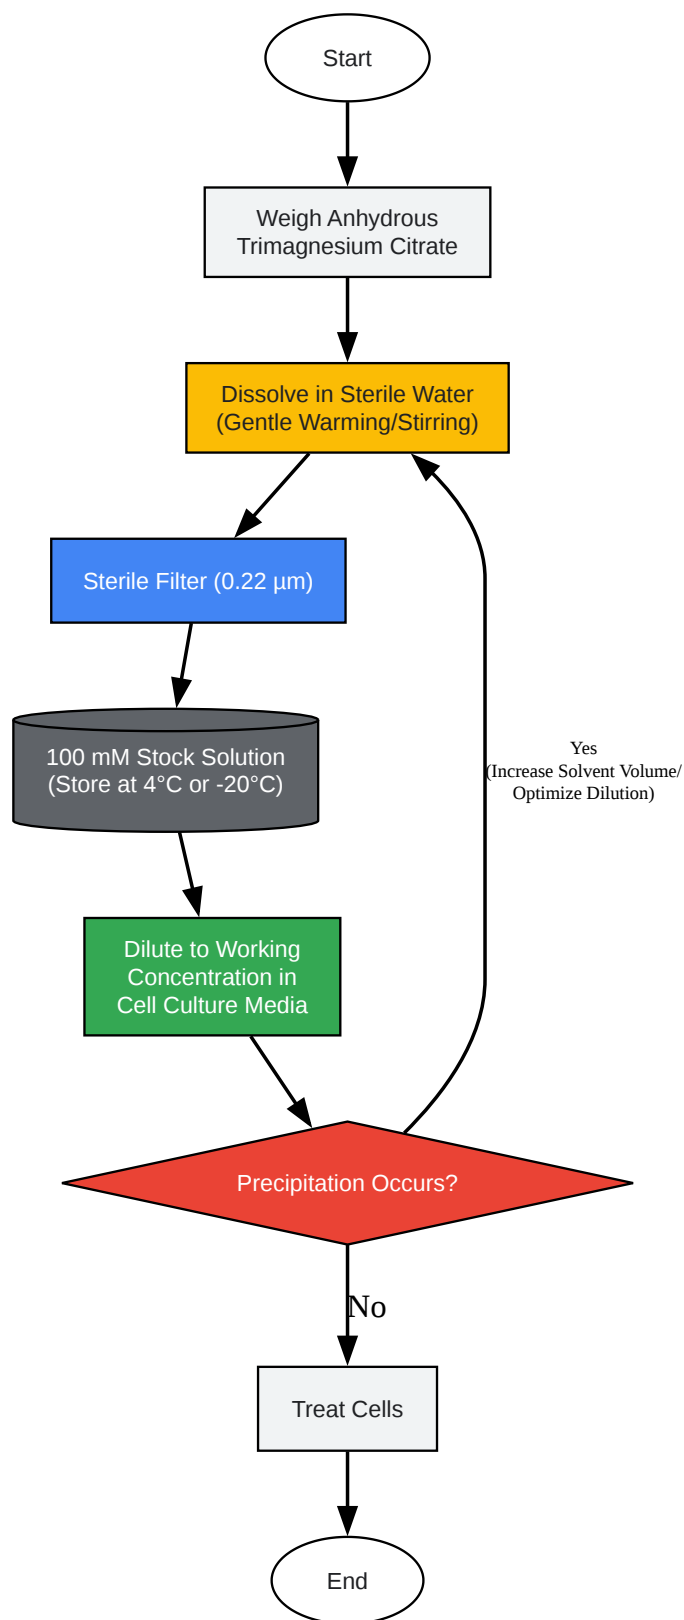 Start
Weigh Anhydrous
Trimagnesium Citrate
Dissolve in Sterile Water
(Gentle Warming/Stirring)
Sterile Filter (0.22 µm)
100 mM Stock Solution
(Store at 4°C or -20°C)
Yes
(Increase Solvent Volume/
Optimize Dilution)
Dilute to Working
Concentration in
Cell Culture Media
Precipitation Occurs?
No
Treat Cells
End